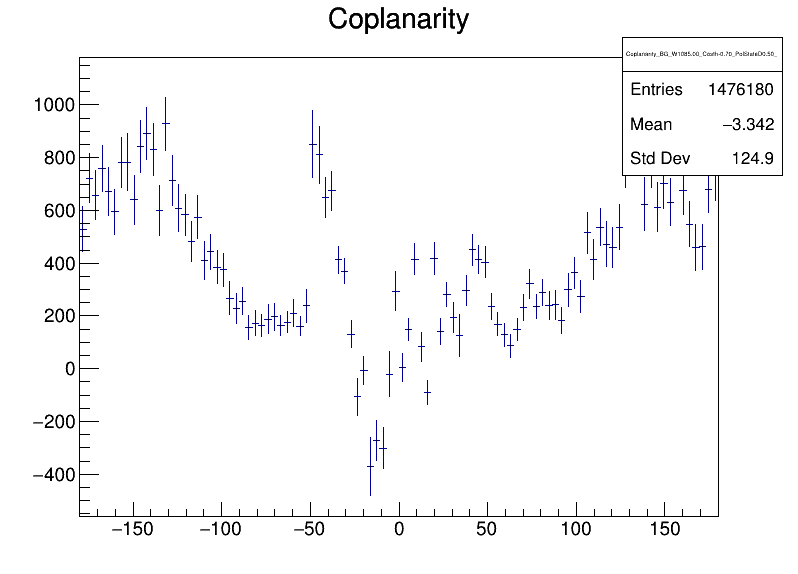 Coplanarity
Coplanarity_BG_W1085.00_Costh-0.70_PolStateD0.50_
Entries 1476180
Mean −3.342
Std Dev 124.9
1000
800
600
400
200
0
−200
−400
−150 −100 −50 0 50 100 150